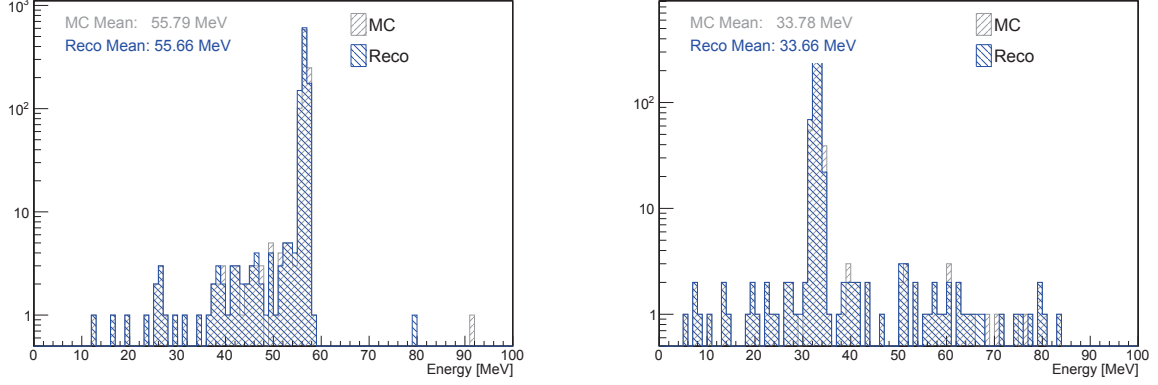 10³
MC Mean: 55.79 MeV
Reco Mean: 55.66 MeV
MC
Reco
10²
10
1
0 10 20 30 40 50 60 70 80 90 100
Energy [MeV]
MC Mean: 33.78 MeV
Reco Mean: 33.66 MeV
MC
Reco
10²
10
1
0 10 20 30 40 50 60 70 80 90 100
Energy [MeV]